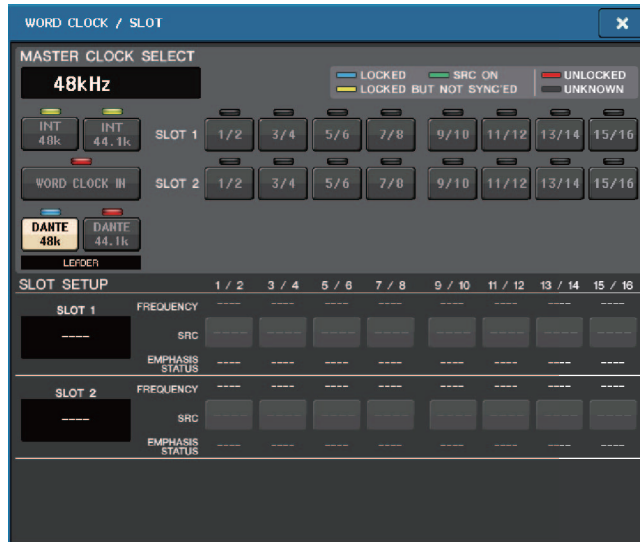 WORD CLOCK / SLOT
MASTER CLOCK SELECT
48kHz
LOCKED SRC ON UNLOCKED
LOCKED BUT NOT SYNC'ED UNKNOWN
INT 48k INT 44.1k SLOT 1 1/2 3/4 5/6 7/8 9/10 11/12 13/14 15/16
WORD CLOCK IN SLOT 2 1/2 3/4 5/6 7/8 9/10 11/12 13/14 15/16
DANTE 48k DANTE 44.1k
LEADER
SLOT SETUP 1 / 2 3 / 4 5 / 6 7 / 8 9 / 10 11 / 12 13 / 14 15 / 16
SLOT 1 FREQUENCY ---- ---- ---- ---- ---- ---- ---- ----
---- SRC ---- ---- ---- ---- ---- ---- ---- ----
EMPHASIS STATUS ---- ---- ---- ---- ---- ---- ---- ----
SLOT 2 FREQUENCY ---- ---- ---- ---- ---- ---- ---- ----
---- SRC ---- ---- ---- ---- ---- ---- ---- ----
EMPHASIS STATUS ---- ---- ---- ---- ---- ---- ---- ----